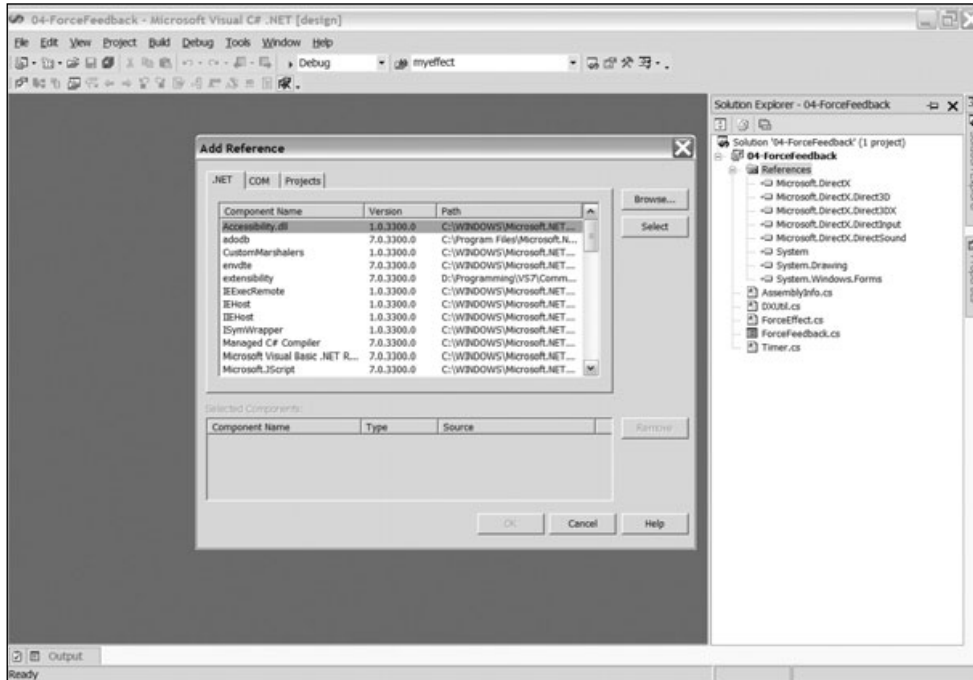 04-ForceFeedback - Microsoft Visual C# .NET [design]
File Edit View Project Build Debug Tools Window Help
Debug myeffect
Solution Explorer - 04-ForceFeedback
Solution '04-ForceFeedback' (1 project)
04-ForceFeedback
References
Microsoft.DirectX
Microsoft.DirectX.Direct3D
Microsoft.DirectX.Direct3DX
Microsoft.DirectX.DirectInput
Microsoft.DirectX.DirectSound
System
System.Drawing
System.Windows.Forms
AssemblyInfo.cs
DXUtil.cs
ForceEffect.cs
ForceFeedback.cs
Timer.cs
Add Reference
.NET COM Projects
Browse...
Select
Component Name Version Path
Accessibility.dll 1.0.3300.0 C:\WINDOWS\Microsoft.NET....
adodb 7.0.3300.0 C:\Program Files\Microsoft.N...
CustomMarshalers 1.0.3300.0 C:\WINDOWS\Microsoft.NET....
envdte 7.0.3300.0 C:\WINDOWS\Microsoft.NET....
extensibility 7.0.3300.0 D:\Programming\VS7\Comm...
IEExecRemote 1.0.3300.0 C:\WINDOWS\Microsoft.NET....
IEHost 1.0.3300.0 C:\WINDOWS\Microsoft.NET....
IIEHost 1.0.3300.0 C:\WINDOWS\Microsoft.NET....
ISymWrapper 1.0.3300.0 C:\WINDOWS\Microsoft.NET....
Managed C# Compiler 7.0.3300.0 C:\WINDOWS\Microsoft.NET....
Microsoft Visual Basic .NET R... 7.0.3300.0 C:\WINDOWS\Microsoft.NET....
Microsoft.JScript 7.0.3300.0 C:\WINDOWS\Microsoft.NET....
Selected Components:
Component Name Type Source
Remove
OK Cancel Help
Output
Ready